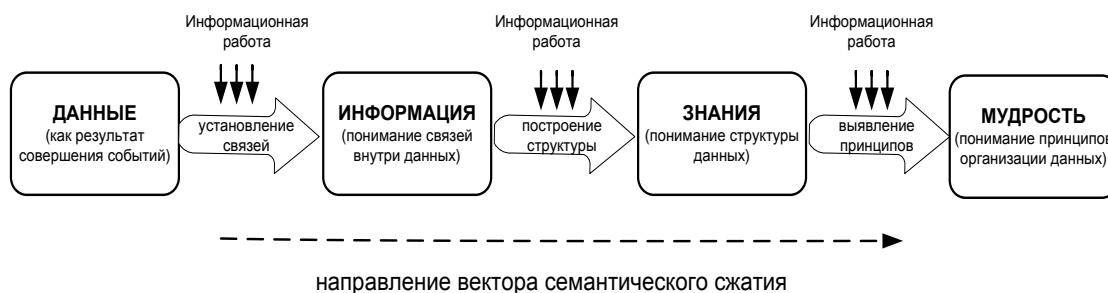 Информационная
работа
Информационная
работа
Информационная
работа
ДАННЫЕ
(как результат
совершения событий)
установление
связей
ИНФОРМАЦИЯ
(понимание связей
внутри данных)
построение
структуры
ЗНАНИЯ
(понимание структуры
данных)
выявление
принципов
МУДРОСТЬ
(понимание принципов
организации данных)
направление вектора семантического сжатия